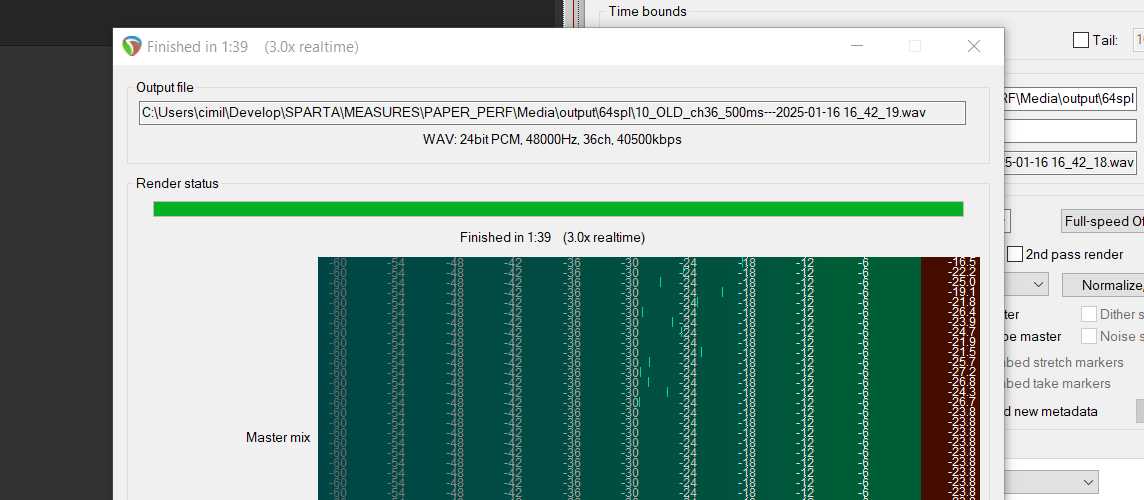 Time bounds
Finished in 1:39 (3.0x realtime)
Tail:
Output file
C:\Users\cimil\Develop\SPARTA\MEASURES\PAPER_PERF\Media\output\64spl\10_OLD_ch36_500ms---2025-01-16 16_42_19.wav
RF\Media\output\64spl
WAV: 24bit PCM, 48000Hz, 36ch, 40500kbps
5-01-16 16_42_18.wav
Render status
Full-speed Of
Finished in 1:39 (3.0x realtime)
2nd pass render
-60 -54 -48 -42 -36 -30 -24 -18 -12 -6 -16.5
-60 -54 -48 -42 -36 -30 -24 -18 -12 -6 -22.2
-60 -54 -48 -42 -36 -30 -24 -18 -12 -6 -25.0
Normalize,
-60 -54 -48 -42 -36 -30 -24 -18 -12 -6 -19.1
-60 -54 -48 -42 -36 -30 -24 -18 -12 -6 -21.8
-60 -54 -48 -42 -36 -30 -24 -18 -12 -6 -26.4
ter Dither s
-60 -54 -48 -42 -36 -30 -24 -18 -12 -6 -23.9
-60 -54 -48 -42 -36 -30 -24 -18 -12 -6 -24.7
be master Noise s
-60 -54 -48 -42 -36 -30 -24 -18 -12 -6 -21.9
-60 -54 -48 -42 -36 -30 -24 -18 -12 -6 -21.5
-60 -54 -48 -42 -36 -30 -24 -18 -12 -6 -25.7
bed stretch markers
-60 -54 -48 -42 -36 -30 -24 -18 -12 -6 -27.2
-60 -54 -48 -42 -36 -30 -24 -18 -12 -6 -26.8
bed take markers
-60 -54 -48 -42 -36 -30 -24 -18 -12 -6 -24.3
-60 -54 -48 -42 -36 -30 -24 -18 -12 -6 -26.7
-60 -54 -48 -42 -36 -30 -24 -18 -12 -6 -23.8
d new metadata
-60 -54 -48 -42 -36 -30 -24 -18 -12 -6 -23.8
-60 -54 -48 -42 -36 -30 -24 -18 -12 -6 -23.8
Master mix
-60 -54 -48 -42 -36 -30 -24 -18 -12 -6 -23.8
-60 -54 -48 -42 -36 -30 -24 -18 -12 -6 -23.8
-60 -54 -48 -42 -36 -30 -24 -18 -12 -6 -23.8
-60 -54 -48 -42 -36 -30 -24 -18 -12 -6 -23.8
-60 -54 -48 -42 -36 -30 -24 -18 -12 -6 -23.8
-60 -54 -48 -42 -36 -30 -24 -18 -12 -6 -23.8